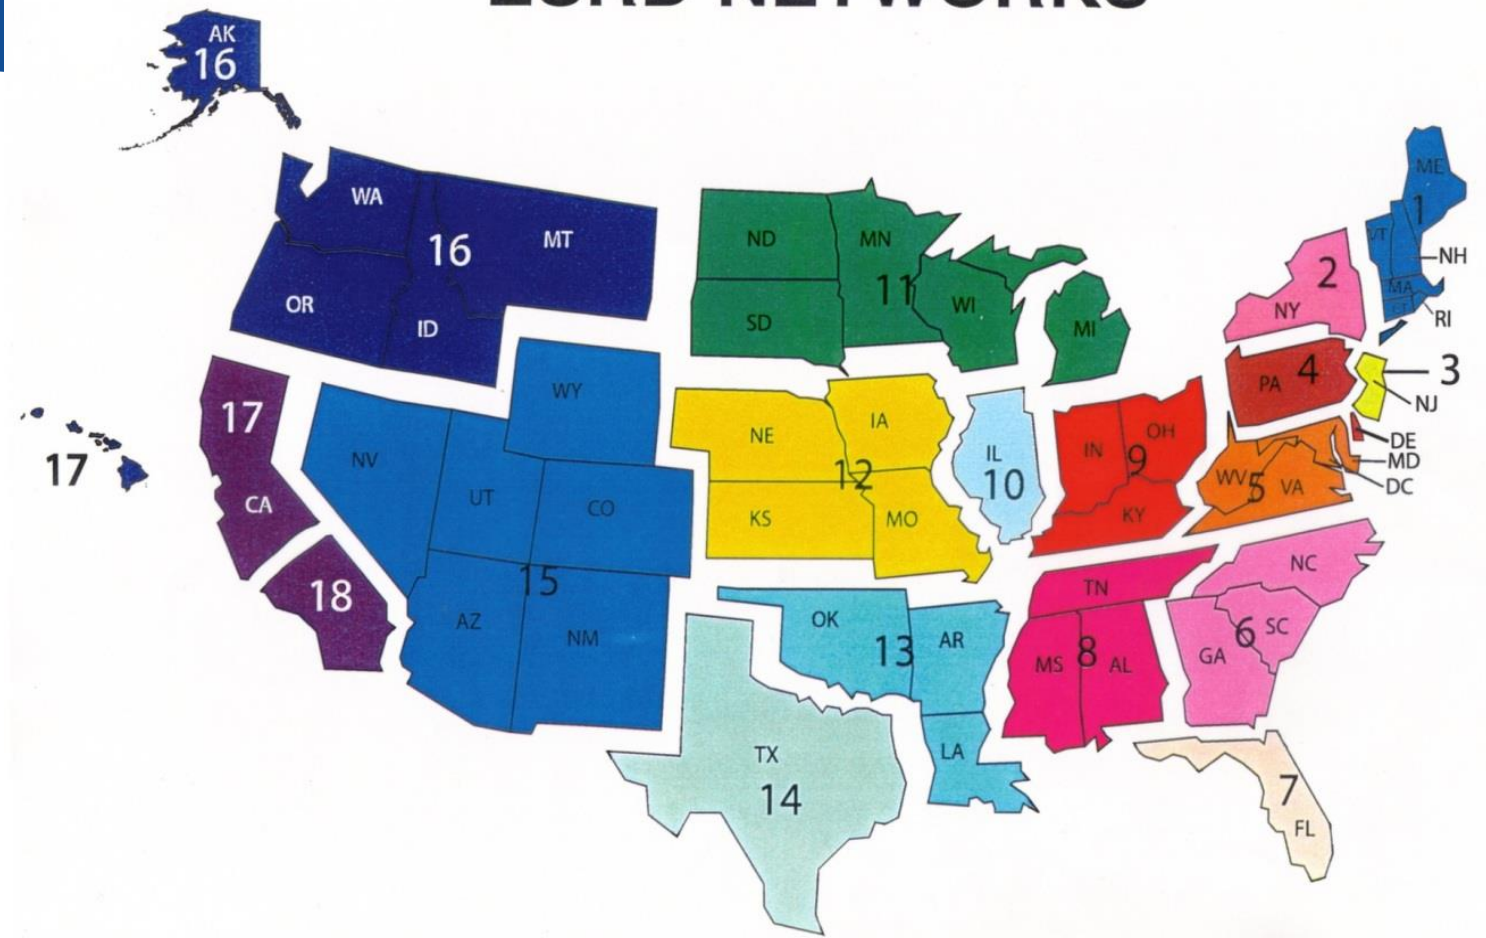 ESRD NETWORKS
AK
16
WA
16
MT
OR
ID
ND
MN
11
SD
WI
MI
ME
1
VT
NH
MA
CT
RI
2
NY
4
PA
3
NJ
DE
MD
DC
WV
5
VA
17
CA
17
18
WY
NV
UT
CO
15
AZ
NM
NE
IA
12
KS
MO
IL
10
IN
OH
9
KY
TN
NC
OK
13
AR
LA
MS
8
AL
6
SC
GA
TX
14
7
FL